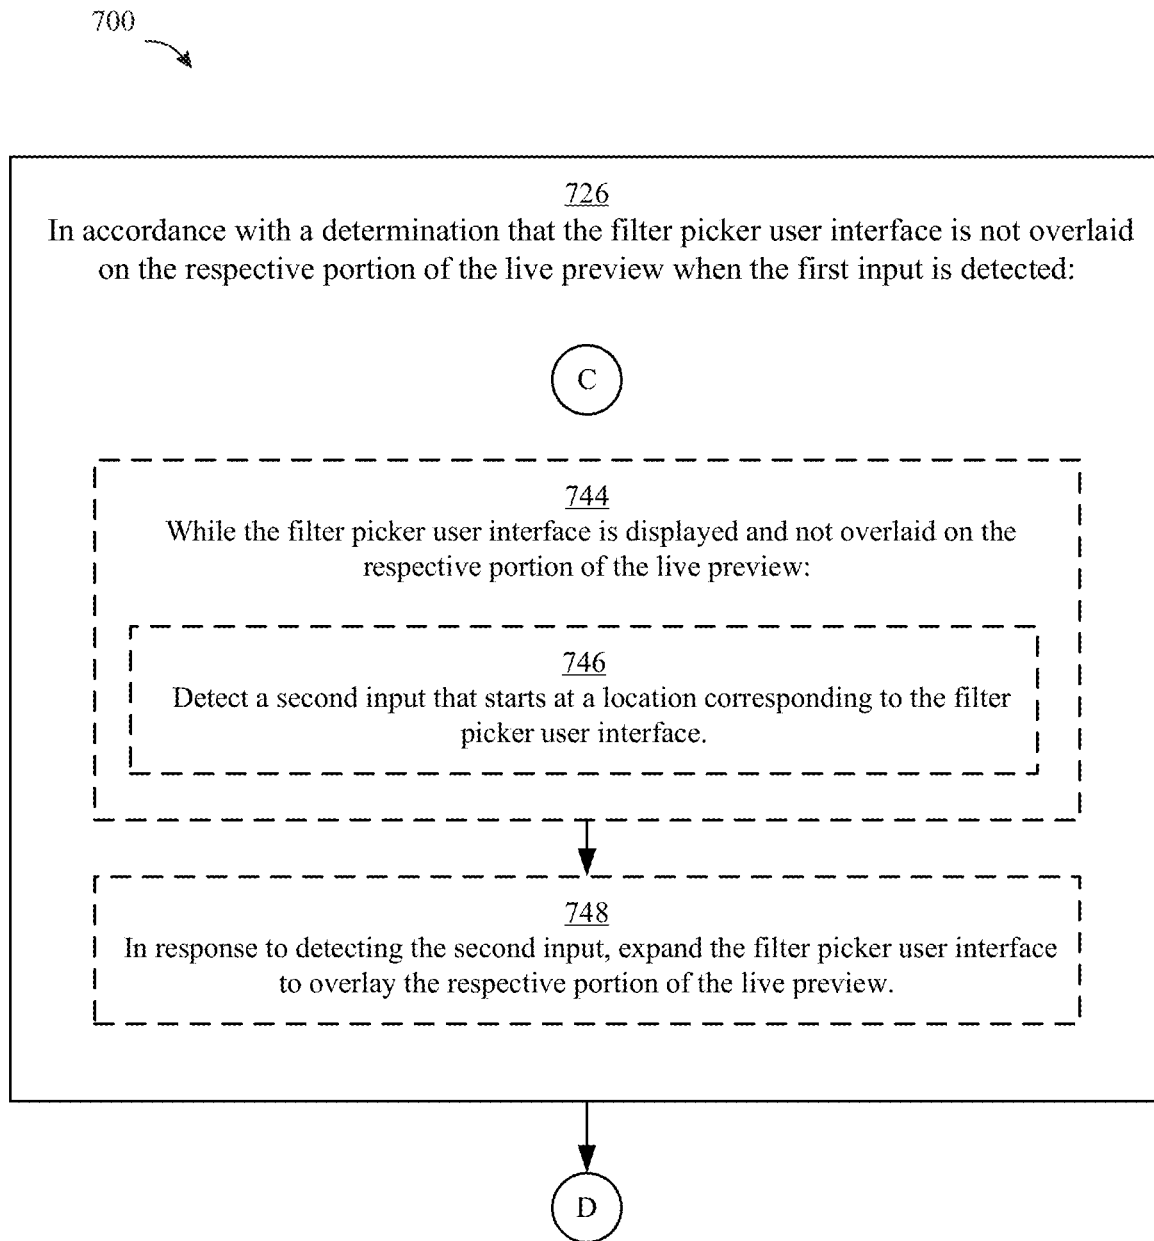 700
726
In accordance with a determination that the filter picker user interface is not overlaid
on the respective portion of the live preview when the first input is detected:
C
744
While the filter picker user interface is displayed and not overlaid on the
respective portion of the live preview:
746
Detect a second input that starts at a location corresponding to the filter
picker user interface.
748
In response to detecting the second input, expand the filter picker user interface
to overlay the respective portion of the live preview.
D